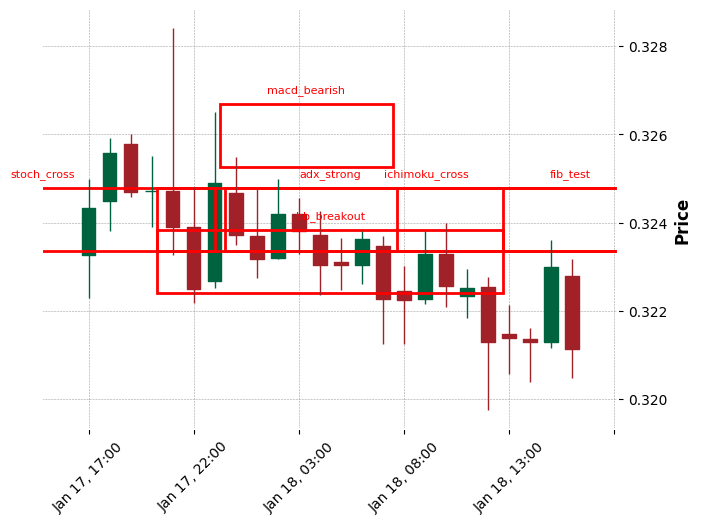 0.328
macd_bearish
0.326
stoch_cross
adx_strong
ichimoku_cross
fib_test
0.324
_breakout
Price
0.322
0.320
Jan 17, 17:00
Jan 17, 22:00
Jan 18, 03:00
Jan 18, 08:00
Jan 18, 13:00